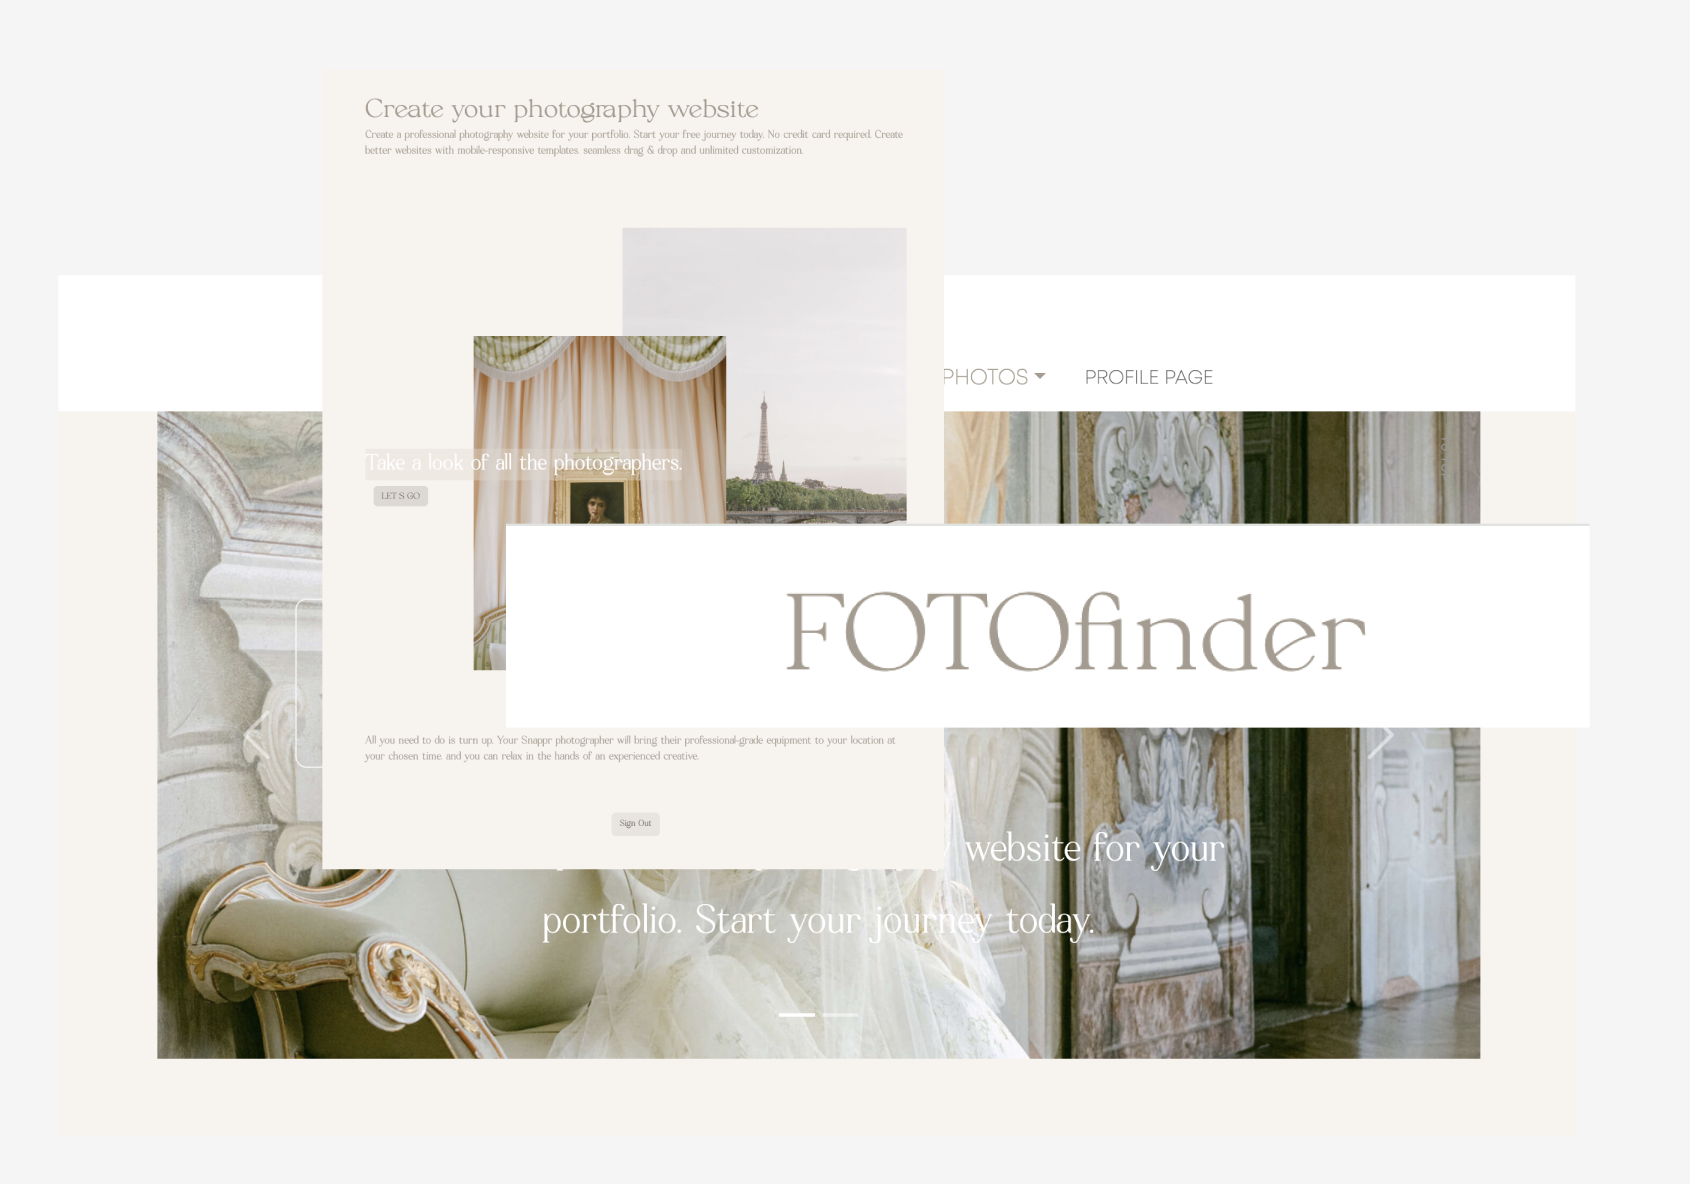 Create your photography website
Create a professional photography website for your portfolio. Start your free journey today. No credit card required. Create
better websites with mobile-responsive templates. seamless drag & drop and unlimited customization.
PHOTOS
PROFILE PAGE
Take a look of all the photographers.
LET S GO
FOTOfinder
All you need to do is turn up. Your Snappr photographer will bring their professional-grade equipment to your location at
your chosen time. and you can relax in the hands of an experienced creative.
Sign Out
website for your
portfolio. Start your journey today.